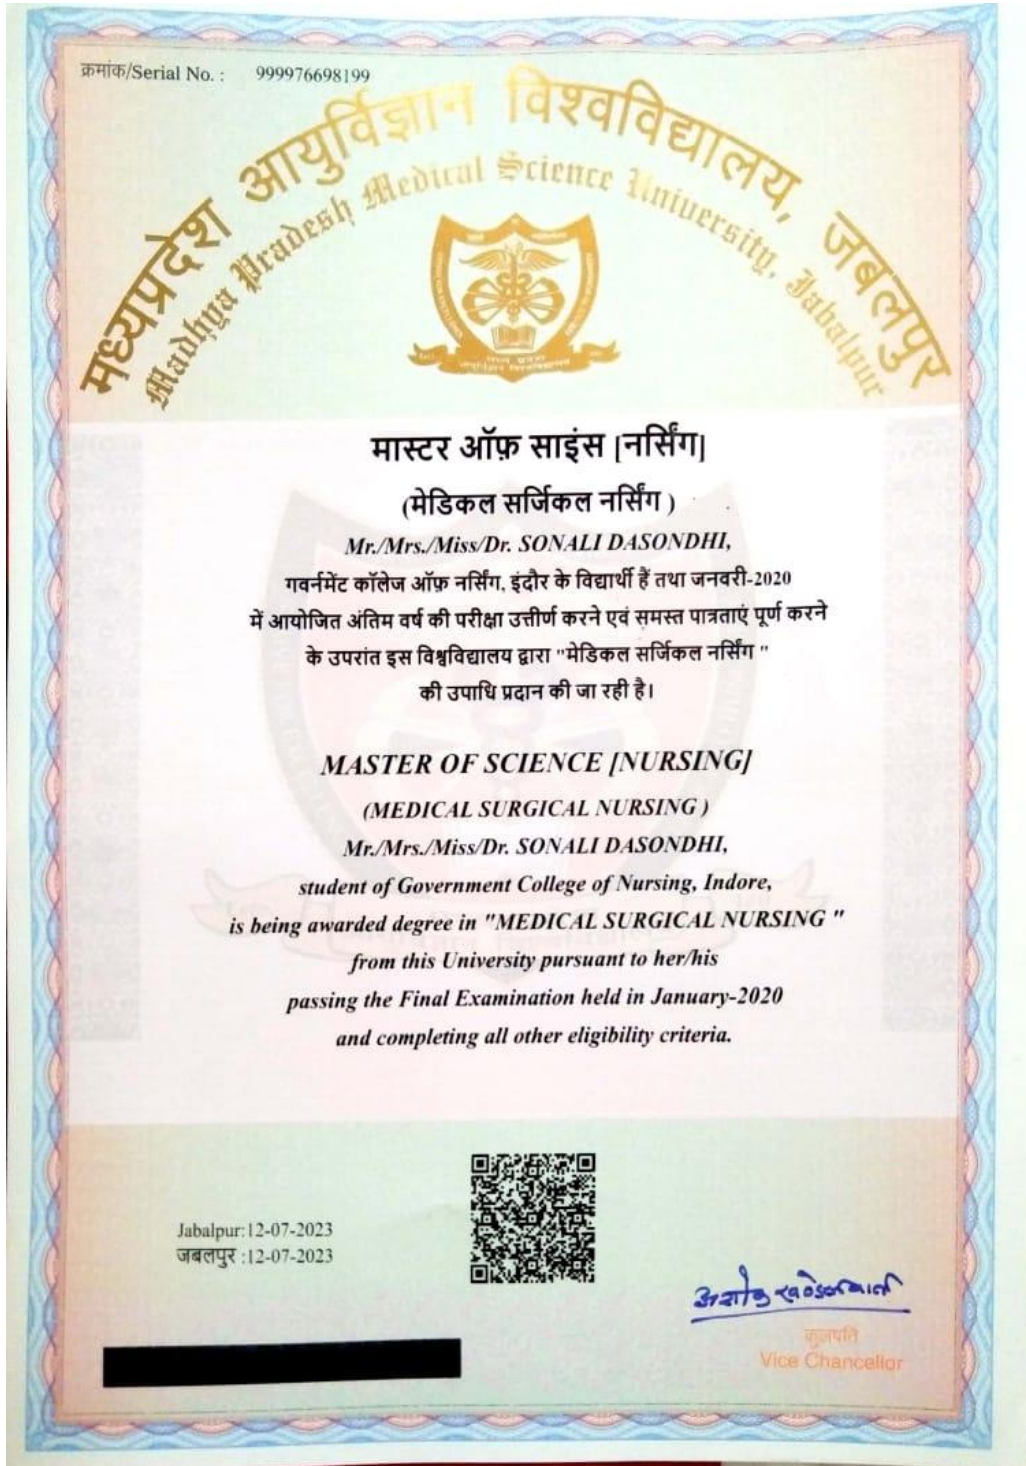 क्रमांक/Serial No. : 999976698199
मध्यप्रदेश आयुर्विज्ञान विश्वविद्यालय, जबलपुर
Madhya Pradesh Medical Science University, Jabalpur
मास्टर ऑफ़ साइंस [नर्सिंग]
(मेडिकल सर्जिकल नर्सिंग )
Mr./Mrs./Miss/Dr. SONALI DASONDHI,
गवर्नमेंट कॉलेज ऑफ़ नर्सिंग, इंदौर के विद्यार्थी हैं तथा जनवरी-2020
में आयोजित अंतिम वर्ष की परीक्षा उत्तीर्ण करने एवं समस्त पात्रताएं पूर्ण करने
के उपरांत इस विश्वविद्यालय द्वारा "मेडिकल सर्जिकल नर्सिंग "
की उपाधि प्रदान की जा रही है।
MASTER OF SCIENCE [NURSING]
(MEDICAL SURGICAL NURSING )
Mr./Mrs./Miss/Dr. SONALI DASONDHI,
student of Government College of Nursing, Indore,
is being awarded degree in "MEDICAL SURGICAL NURSING "
from this University pursuant to her/his
passing the Final Examination held in January-2020
and completing all other eligibility criteria.
Jabalpur:12-07-2023
जबलपुर :12-07-2023
अशोक खण्डेलवाल
कुलपति
Vice Chancellor